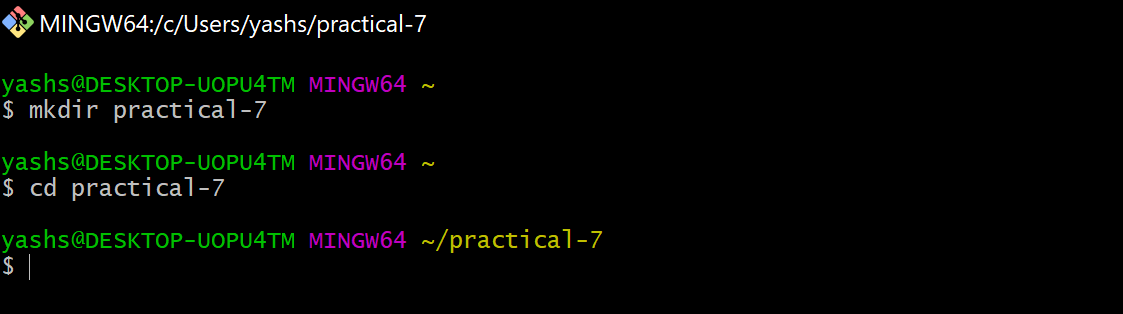 MINGW64:/c/Users/yashs/practical-7
yashs@DESKTOP-UOPU4TM MINGW64 ~
$ mkdir practical-7
yashs@DESKTOP-UOPU4TM MINGW64 ~
$ cd practical-7
yashs@DESKTOP-UOPU4TM MINGW64 ~/practical-7
$